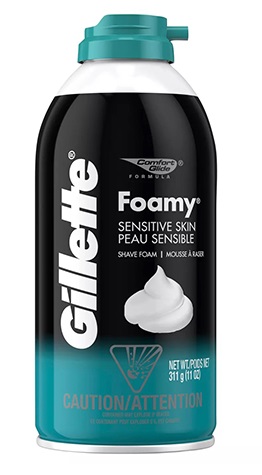 Gillette®
Comfort
Glide
FORMULA
Foamy®
SENSITIVE SKIN
PEAU SENSIBLE
SHAVE FOAM | MOUSSE À RASER
NET WT./POIDS NET
311 g (11 OZ)
CAUTION/ATTENTION